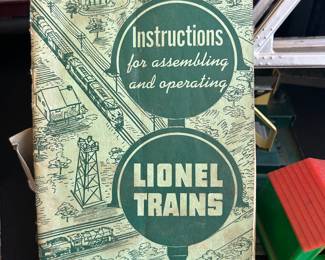 Instructions
for assembling
and operating
LIONEL
TRAINS